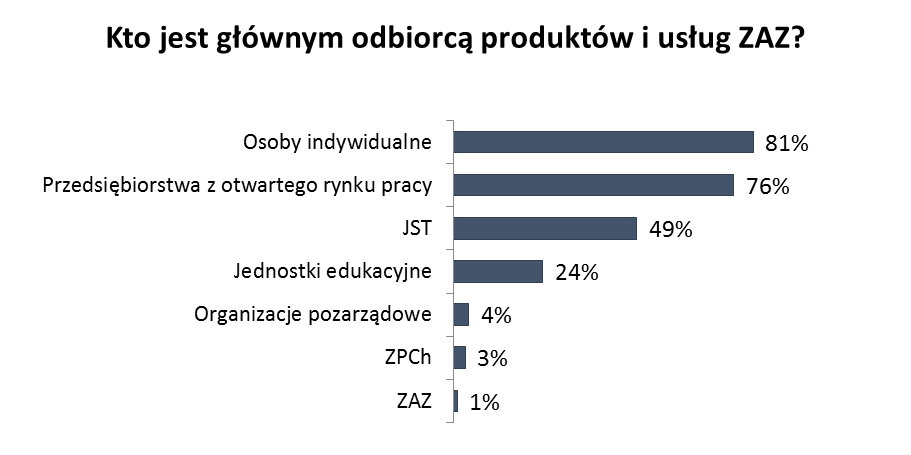 Kto jest głównym odbiorcą produktów i usług ZAZ?
Osoby indywidualne 81%
Przedsiębiorstwa z otwartego rynku pracy 76%
JST 49%
Jednostki edukacyjne 24%
Organizacje pozarządowe 4%
ZPCh 3%
ZAZ 1%